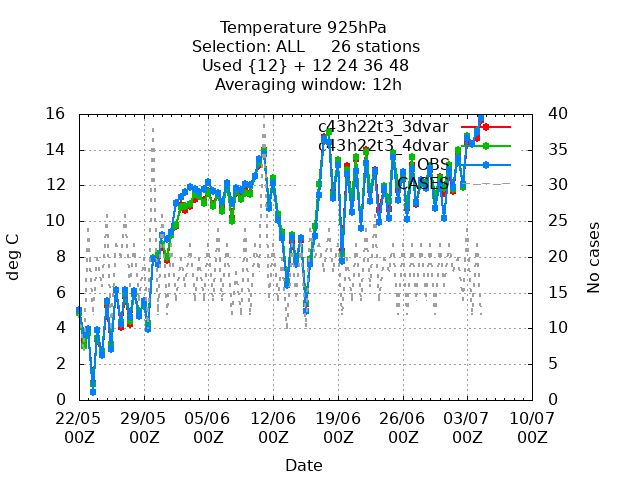 Temperature 925hPa
Selection: ALL     26 stations
Used {12} + 12 24 36 48
Averaging window: 12h
deg C
No cases
16
14
12
10
8
6
4
2
0
40
35
30
25
20
15
10
5
0
c43h22t3_3dvar
c43h22t3_4dvar
OBS
CASES
22/05 29/05 05/06 12/06 19/06 26/06 03/07 10/07
00Z 00Z 00Z 00Z 00Z 00Z 00Z 00Z
Date